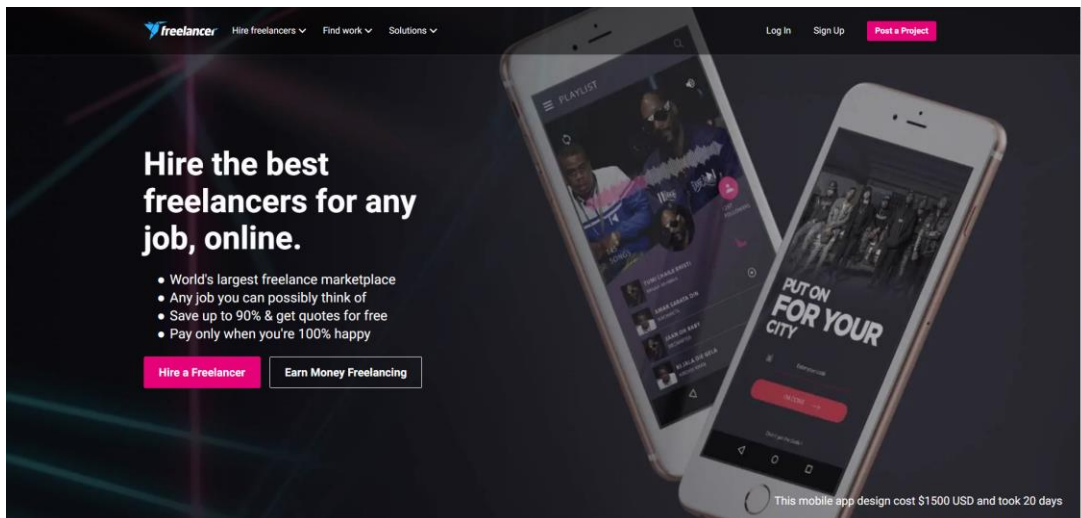 freelancer
Hire freelancers
Find work
Solutions
Log In
Sign Up
Post a Project
Hire the best
freelancers for any
job, online.
World's largest freelance marketplace
Any job you can possibly think of
Save up to 90% & get quotes for free
Pay only when you're 100% happy
Hire a Freelancer
Earn Money Freelancing
PLAYLIST
FOLLOWERS
SONGS
PUT ON
FOR YOUR
CITY
This mobile app design cost $1500 USD and took 20 days